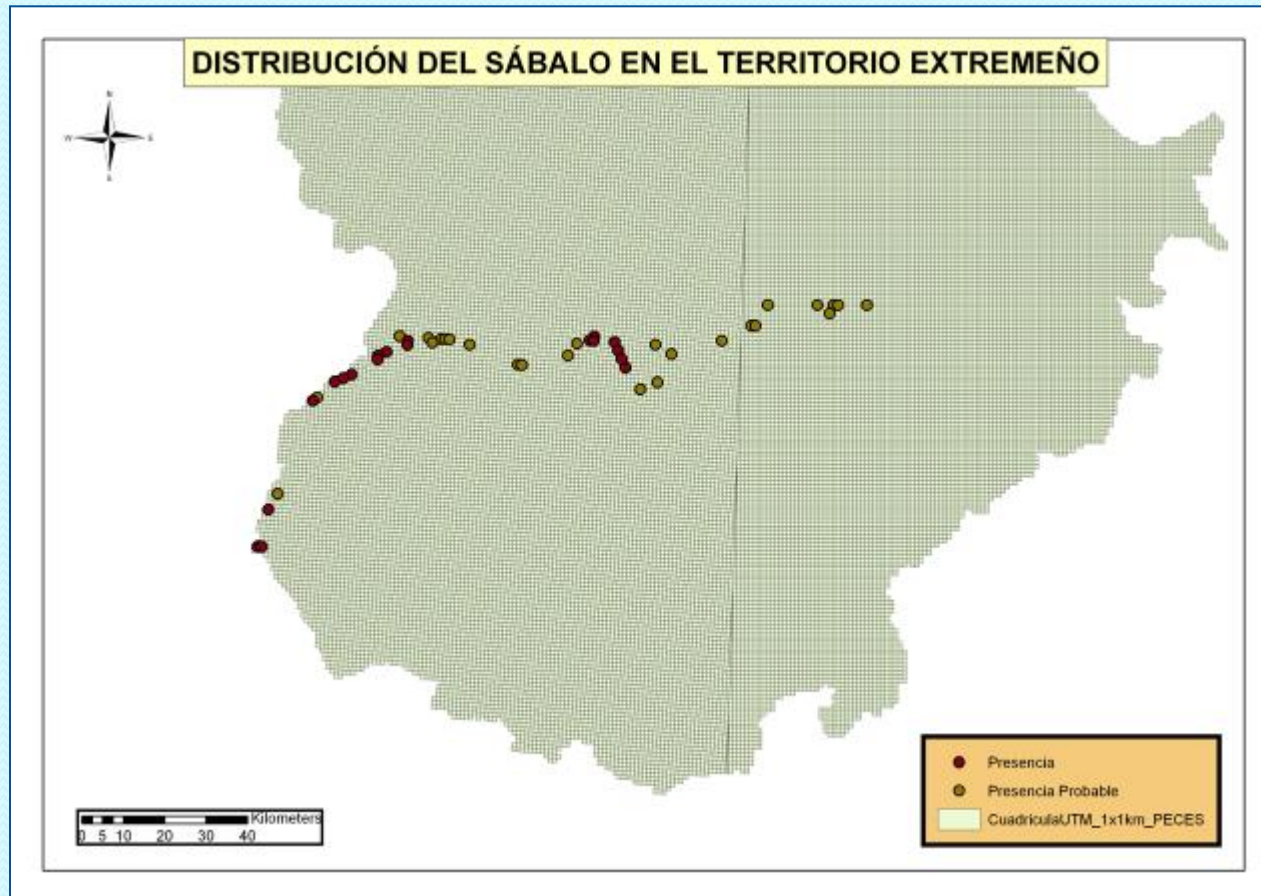 DISTRIBUCIÓN DEL SÁBALO EN EL TERRITORIO EXTREMEÑO
N
W E
S
Presencia
Presencia Probable
CuadriculaUTM_1x1km_PECES
Kilometers
0 5 10 20 30 40